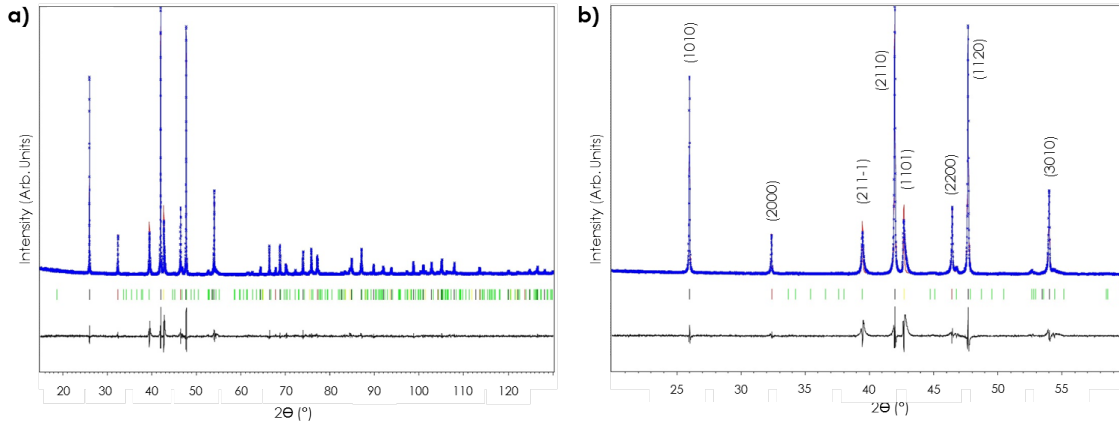 a)
Intensity (Arb. Units)
20 30 40 50 60 70 80 90 100 110 120
2Θ (°)
b)
Intensity (Arb. Units)
(1010)
(2000)
(211-1)
(2110)
(1101)
(2200)
(1120)
(3010)
25 30 35 40 45 50 55
2Θ (°)